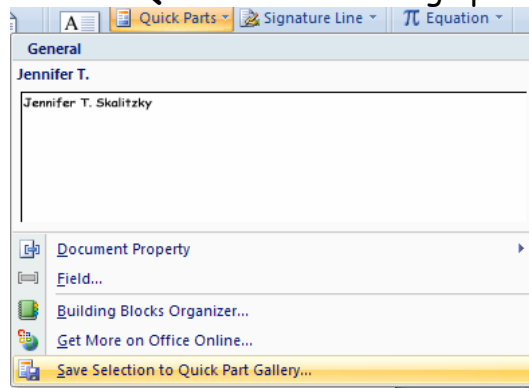 A Quick Parts Signature Line π Equation
General
Jennifer T.
Jennifer T. Skalitzky
Document Property
Field...
Building Blocks Organizer...
Get More on Office Online...
Save Selection to Quick Part Gallery...